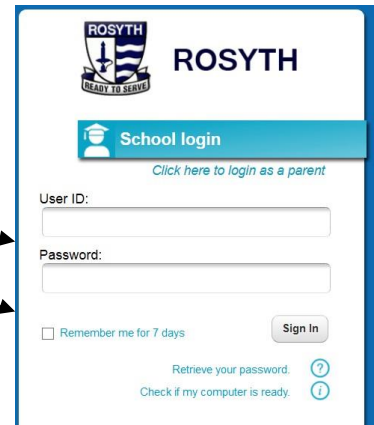 ROSYTH
READY TO SERVE
ROSYTH
School login
Click here to login as a parent
User ID:
Password:
Remember me for 7 days
Sign In
Retrieve your password. ?
Check if my computer is ready. i